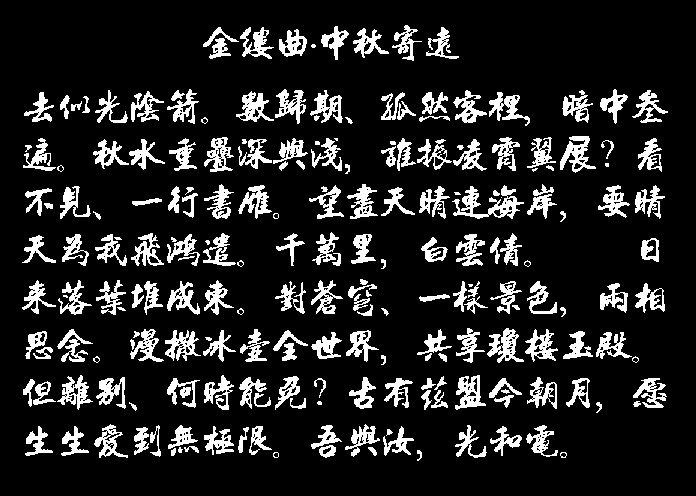 金縷曲·中秋寄遠
去似光陰箭。數歸期、孤然客裡，暗中叁
遍。秋水重疊深與淺，誰振凌霄翼展？看
不見、一行書雁。望盡天晴連海岸，要晴
天為我飛鴻遣。千萬里，白雲倩。 日
來落葉堆成束。對蒼穹、一樣景色，兩相
思念。漫撒冰壺全世界，共享瓊樓玉殿。
但離别、何時能免？古有茲盟今朝月，愿
生生愛到無極限。吾與汝，光和電。